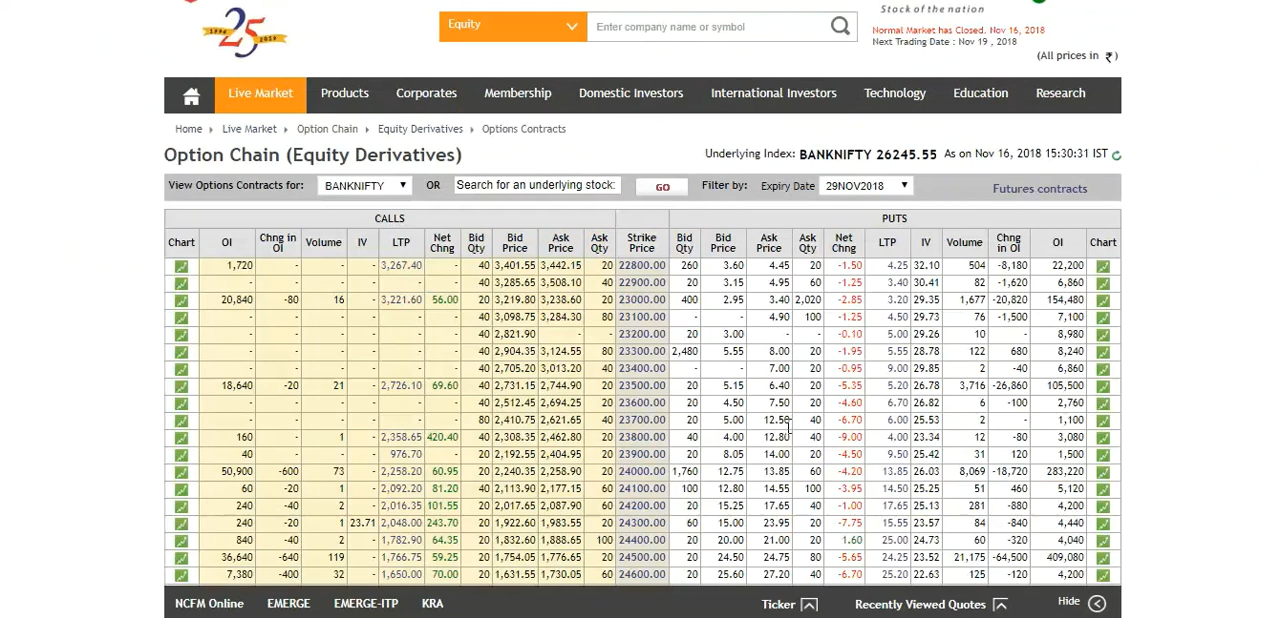 1994 25 2019
Equity
Enter company name or symbol
Stock of the nation
Normal Market has Closed. Nov 16, 2018
Next Trading Date : Nov 19 , 2018
(All prices in ₹ )
Live Market Products Corporates Membership Domestic Investors International Investors Technology Education Research
Home Live Market Option Chain Equity Derivatives Options Contracts
Option Chain (Equity Derivatives)
Underlying Index: BANKNIFTY 26245.55 As on Nov 16, 2018 15:30:31 IST
View Options Contracts for: BANKNIFTY OR Search for an underlying stock: GO Filter by: Expiry Date 29NOV2018 Futures contracts
CALLS PUTS
Chart OI Chng in OI Volume IV LTP Net Chng Bid Qty Bid Price Ask Price Ask Qty Strike Price Bid Qty Bid Price Ask Price Ask Qty Net Chng LTP IV Volume Chng in OI OI Chart
1,720 - - - 3,267.40 - 40 3,401.55 3,442.15 20 22800.00 260 3.60 4.45 20 -1.50 4.25 32.10 504 -8,180 22,200
- - - - - - 40 3,285.65 3,508.10 40 22900.00 20 3.15 4.95 60 -1.25 3.40 30.41 82 -1,620 6,860
20,840 -80 16 - 3,221.60 56.00 20 3,219.80 3,238.60 20 23000.00 400 2.95 3.40 2,020 -2.85 3.20 29.35 1,677 -20,820 154,480
- - - - - - 40 3,098.75 3,284.30 80 23100.00 - - 4.90 100 -1.25 4.50 29.73 76 -1,500 7,100
- - - - - - 40 2,821.90 - - 23200.00 20 3.00 - - -0.10 5.00 29.26 10 - 8,980
- - - - - - 40 2,904.35 3,124.55 80 23300.00 2,480 5.55 8.00 20 -1.95 5.55 28.78 122 680 8,240
- - - - - - 40 2,705.20 3,013.20 40 23400.00 - - 7.00 20 -0.95 9.00 29.85 2 -40 6,860
18,640 -20 21 - 2,726.10 69.60 20 2,731.15 2,744.90 20 23500.00 20 5.15 6.40 20 -5.35 5.20 26.78 3,716 -26,860 105,500
- - - - - - 40 2,512.45 2,694.25 20 23600.00 20 4.50 7.50 20 -4.60 6.70 26.82 6 -100 2,760
- - - - - - 80 2,410.75 2,621.65 40 23700.00 20 5.00 12.50 40 -6.70 6.00 25.53 2 - 1,100
160 - 1 - 2,358.65 420.40 40 2,308.35 2,462.80 20 23800.00 40 4.00 12.80 40 -9.00 4.00 23.34 12 -80 3,080
40 - - - 976.70 - 20 2,192.55 2,404.95 20 23900.00 20 8.05 14.00 20 -4.50 9.50 25.42 31 120 1,500
50,900 -600 73 - 2,258.20 60.95 20 2,240.35 2,258.90 20 24000.00 1,760 12.75 13.85 60 -4.20 13.85 26.03 8,069 -18,720 283,220
60 -20 1 - 2,092.20 81.20 40 2,113.90 2,177.15 60 24100.00 100 12.80 14.55 100 -3.95 14.50 25.25 51 460 5,120
240 -40 2 - 2,016.35 101.55 20 2,017.65 2,087.90 60 24200.00 20 15.25 17.65 40 -1.00 17.65 25.13 281 -880 4,200
240 -20 1 23.71 2,048.00 243.70 20 1,922.60 1,983.55 20 24300.00 60 15.00 23.95 20 -7.75 15.55 23.57 84 -840 4,440
840 -40 2 - 1,782.90 64.35 20 1,832.60 1,888.65 100 24400.00 20 20.00 21.00 20 1.60 25.00 24.73 60 -320 4,040
36,640 -640 119 - 1,766.75 59.25 20 1,754.05 1,776.65 20 24500.00 20 24.50 24.75 80 -5.65 24.25 23.52 21,175 -64,500 409,080
7,380 -400 32 - 1,650.00 70.00 20 1,631.55 1,730.05 60 24600.00 20 25.60 27.20 40 -6.70 25.20 22.63 125 -120 4,200
NCFM Online EMERGE EMERGE-ITP KRA Ticker Recently Viewed Quotes Hide